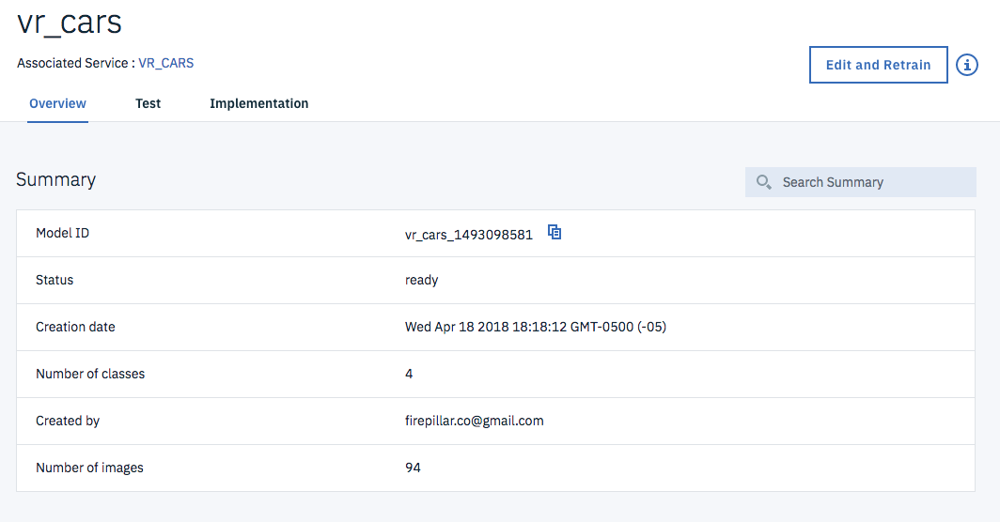 vr_cars
Associated Service : VR_CARS
Edit and Retrain
Overview Test Implementation
Summary
Search Summary
Model ID vr_cars_1493098581
Status ready
Creation date Wed Apr 18 2018 18:18:12 GMT-0500 (-05)
Number of classes 4
Created by firepillar.co@gmail.com
Number of images 94